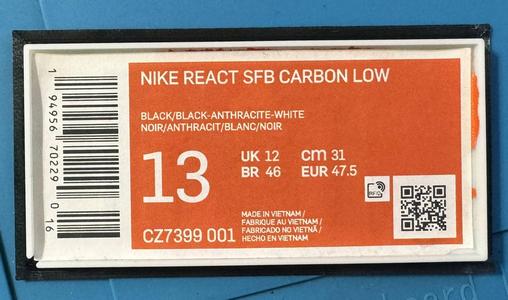 NIKE REACT SFB CARBON LOW
BLACK/BLACK-ANTHRACITE-WHITE
NOIR/ANTHRACIT/BLANC/NOIR
13
UK 12 cm 31
BR 46 EUR 47.5
MADE IN VIETNAM /
FABRIQUE AU VIETNAM /
FABRICADO NO VIETNÃ /
HECHO EN VIETNAM
CZ7399 001
1 94956 70229 0 16